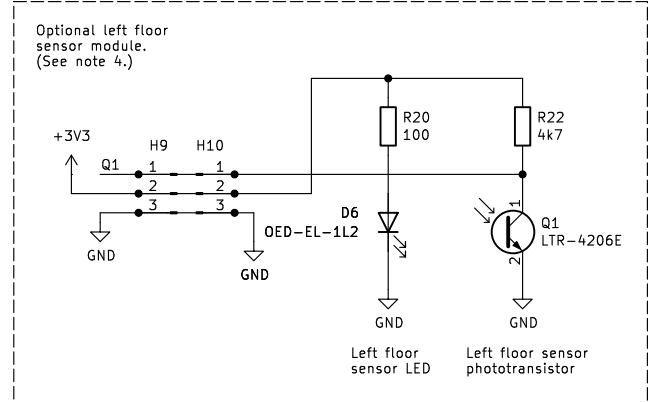 Optional left floor
sensor module.
(See note 4.)
+3V3
H9
H10
Q1
1
1
2
2
3
3
GND
GND
R20
100
R22
4k7
D6
OED-EL-1L2
1
Q1
LTR-4206E
2
GND
GND
Left floor
sensor LED
Left floor sensor
phototransistor